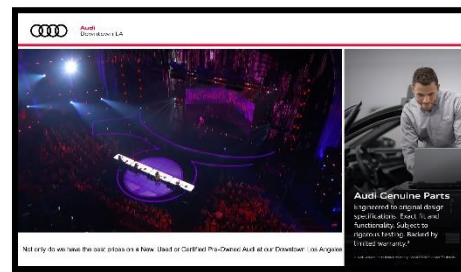 Audi
Downtown LA
Audi Genuine Parts
Engineered to original design
specifications. Exact fit and
functionality. Subject to
rigorous testing. Backed by
limited warranty.*
Not only do we have the best prices on a New, Used or Certified Pre-Owned Audi at our Downtown Los Angeles